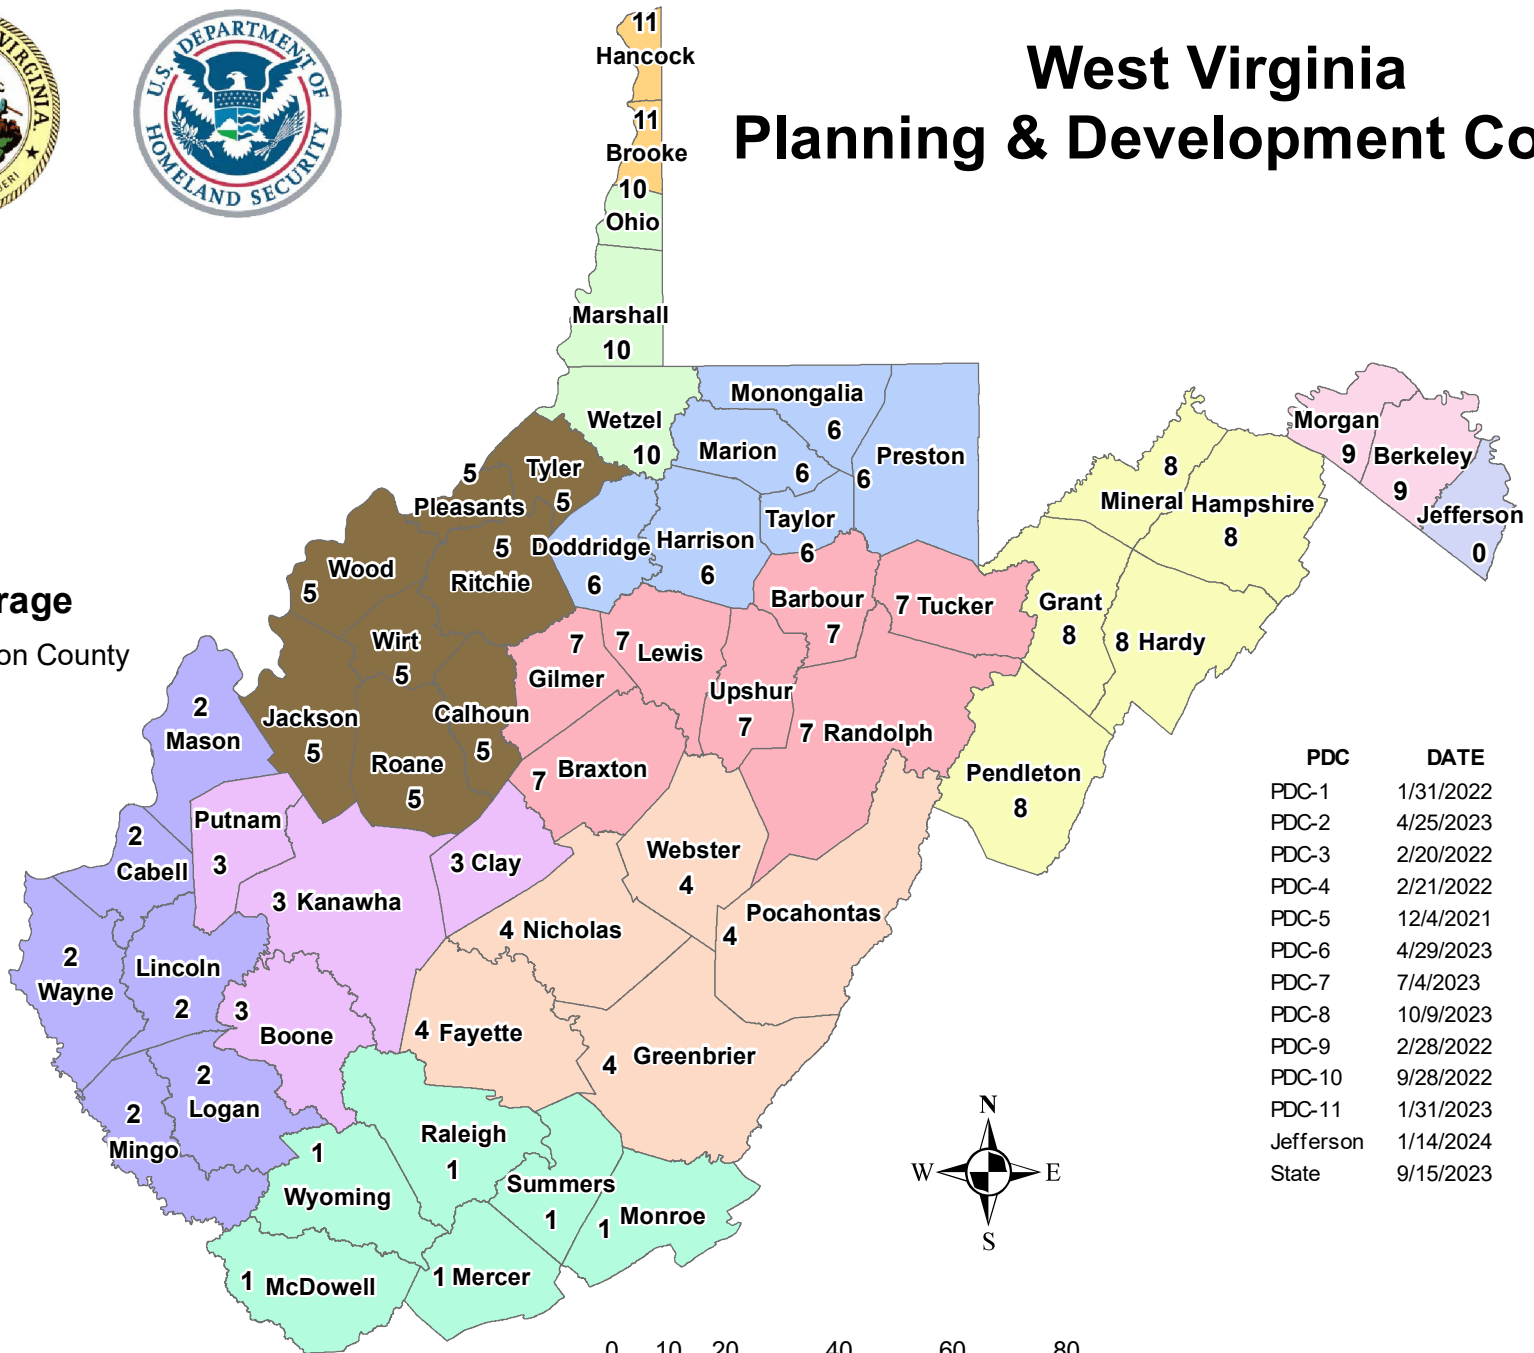 VIRGINIA
U.S. DEPARTMENT OF
HOMELAND SECURITY
West Virginia
Planning & Development Co
11
Hancock
11
Brooke
10
Ohio
Marshall
10
Wetzel
10
Monongalia
6
Marion
6
Preston
6
Tyler
5
5
Pleasants
5
Ritchie
Doddridge
6
Harrison
6
Taylor
6
Wood
5
Wirt
5
Barbour
7
7 Tucker
8
Mineral
Hampshire
8
Grant
8
8 Hardy
Morgan
9
Berkeley
9
Jefferson
0
rage
on County
7
Gilmer
7 Lewis
Upshur
7
7 Randolph
2
Mason
Jackson
5
Roane
5
Calhoun
5
7 Braxton
Pendleton
8
Putnam
3
2
Cabell
3 Kanawha
3 Clay
Webster
4
Pocahontas
4
4 Nicholas
2
Wayne
Lincoln
2
3
Boone
4 Fayette
4 Greenbrier
2
Logan
2
Mingo
1
Wyoming
Raleigh
1
Summers
1
1 Monroe
1 McDowell
1 Mercer
PDC DATE
PDC-1 1/31/2022
PDC-2 4/25/2023
PDC-3 2/20/2022
PDC-4 2/21/2022
PDC-5 12/4/2021
PDC-6 4/29/2023
PDC-7 7/4/2023
PDC-8 10/9/2023
PDC-9 2/28/2022
PDC-10 9/28/2022
PDC-11 1/31/2023
Jefferson 1/14/2024
State 9/15/2023
N
W E
S
0 10 20 40 60 80